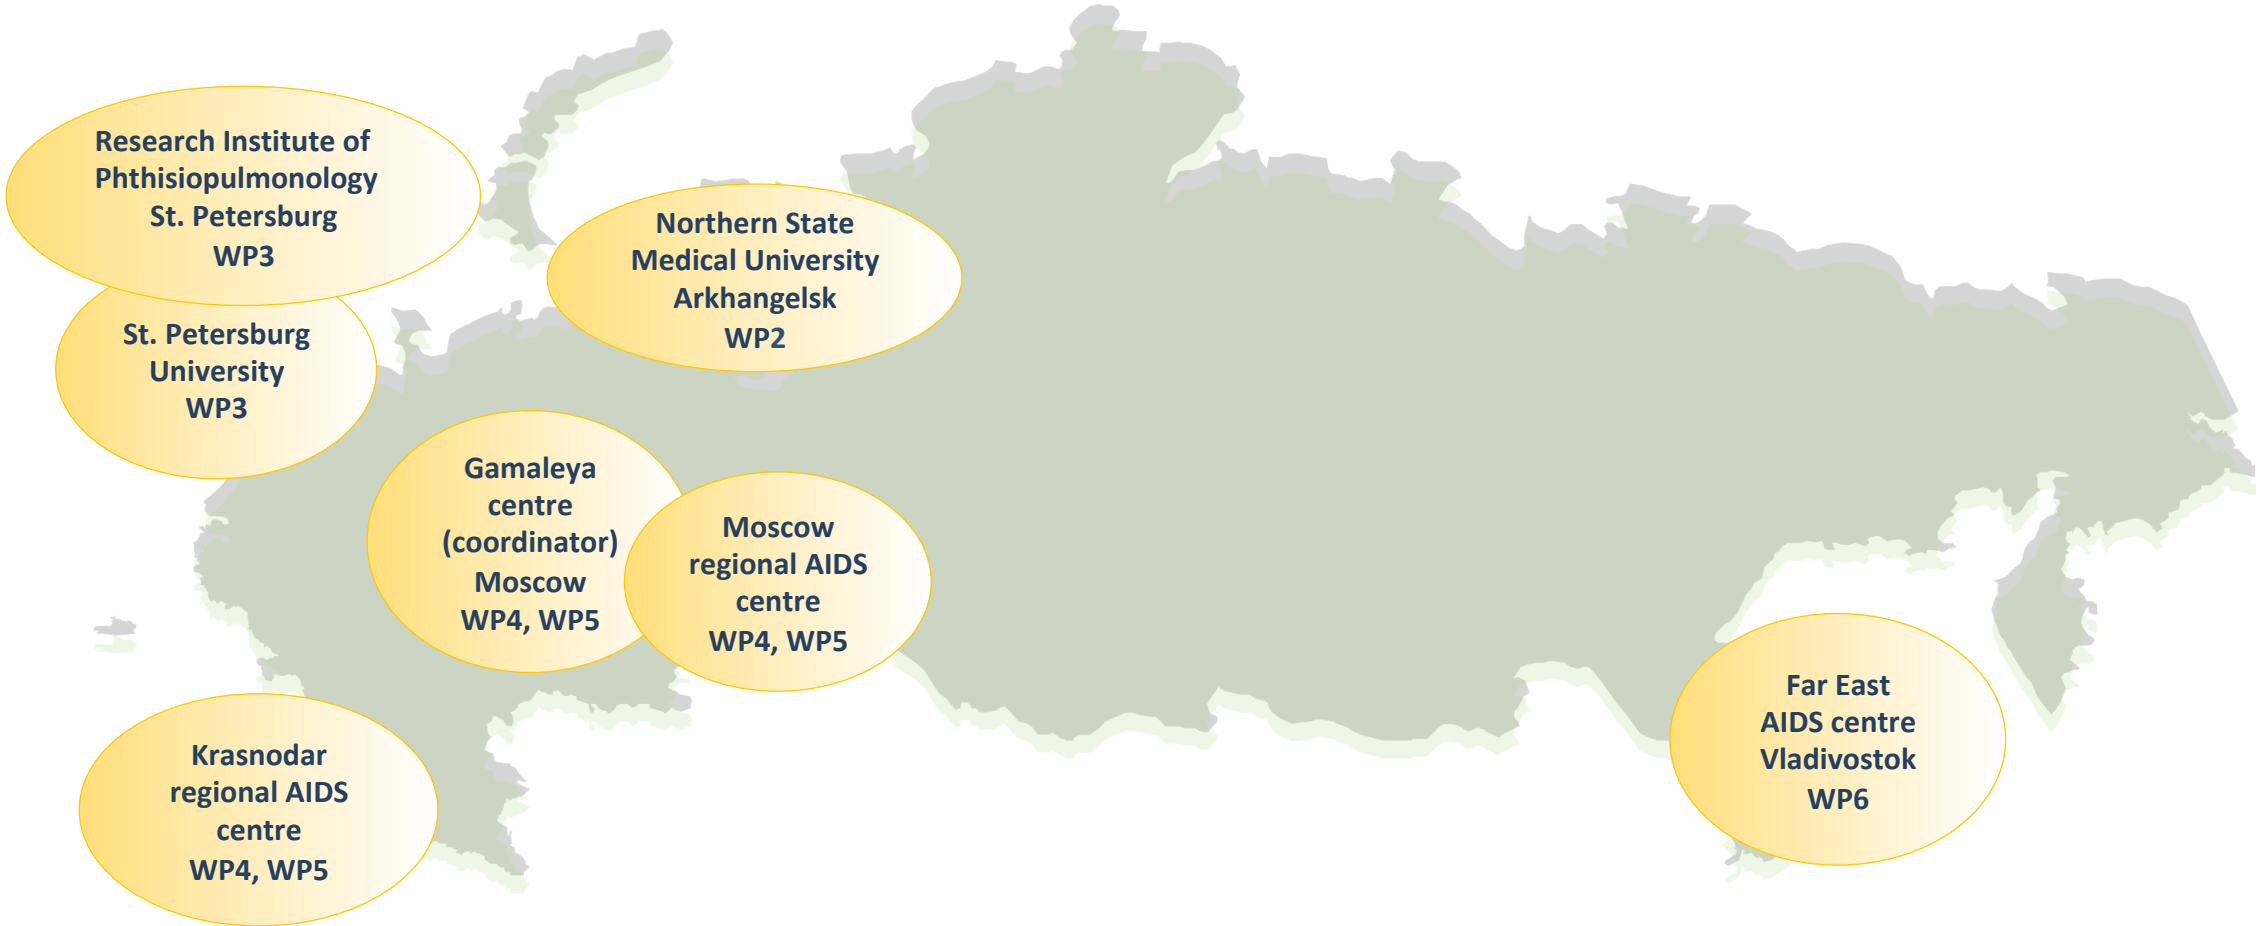 Research Institute of
Phthisiopulmonology
St. Petersburg
WP3
Northern State
Medical University
Arkhangelsk
WP2
St. Petersburg
University
WP3
Gamaleya
centre
(coordinator)
Moscow
WP4, WP5
Moscow
regional AIDS
centre
WP4, WP5
Far East
AIDS centre
Vladivostok
WP6
Krasnodar
regional AIDS
centre
WP4, WP5